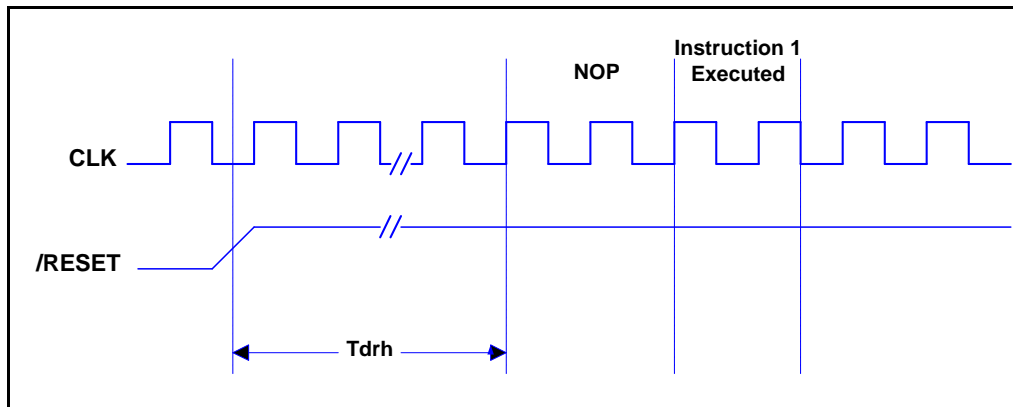 Instruction 1
Executed
NOP
CLK
/RESET
Tdrh